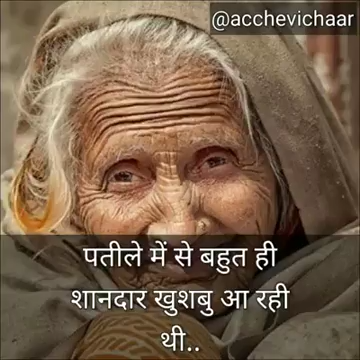 @acchevichaar
पतीले में से बहुत ही
शानदार खुशबु आ रही
थी..